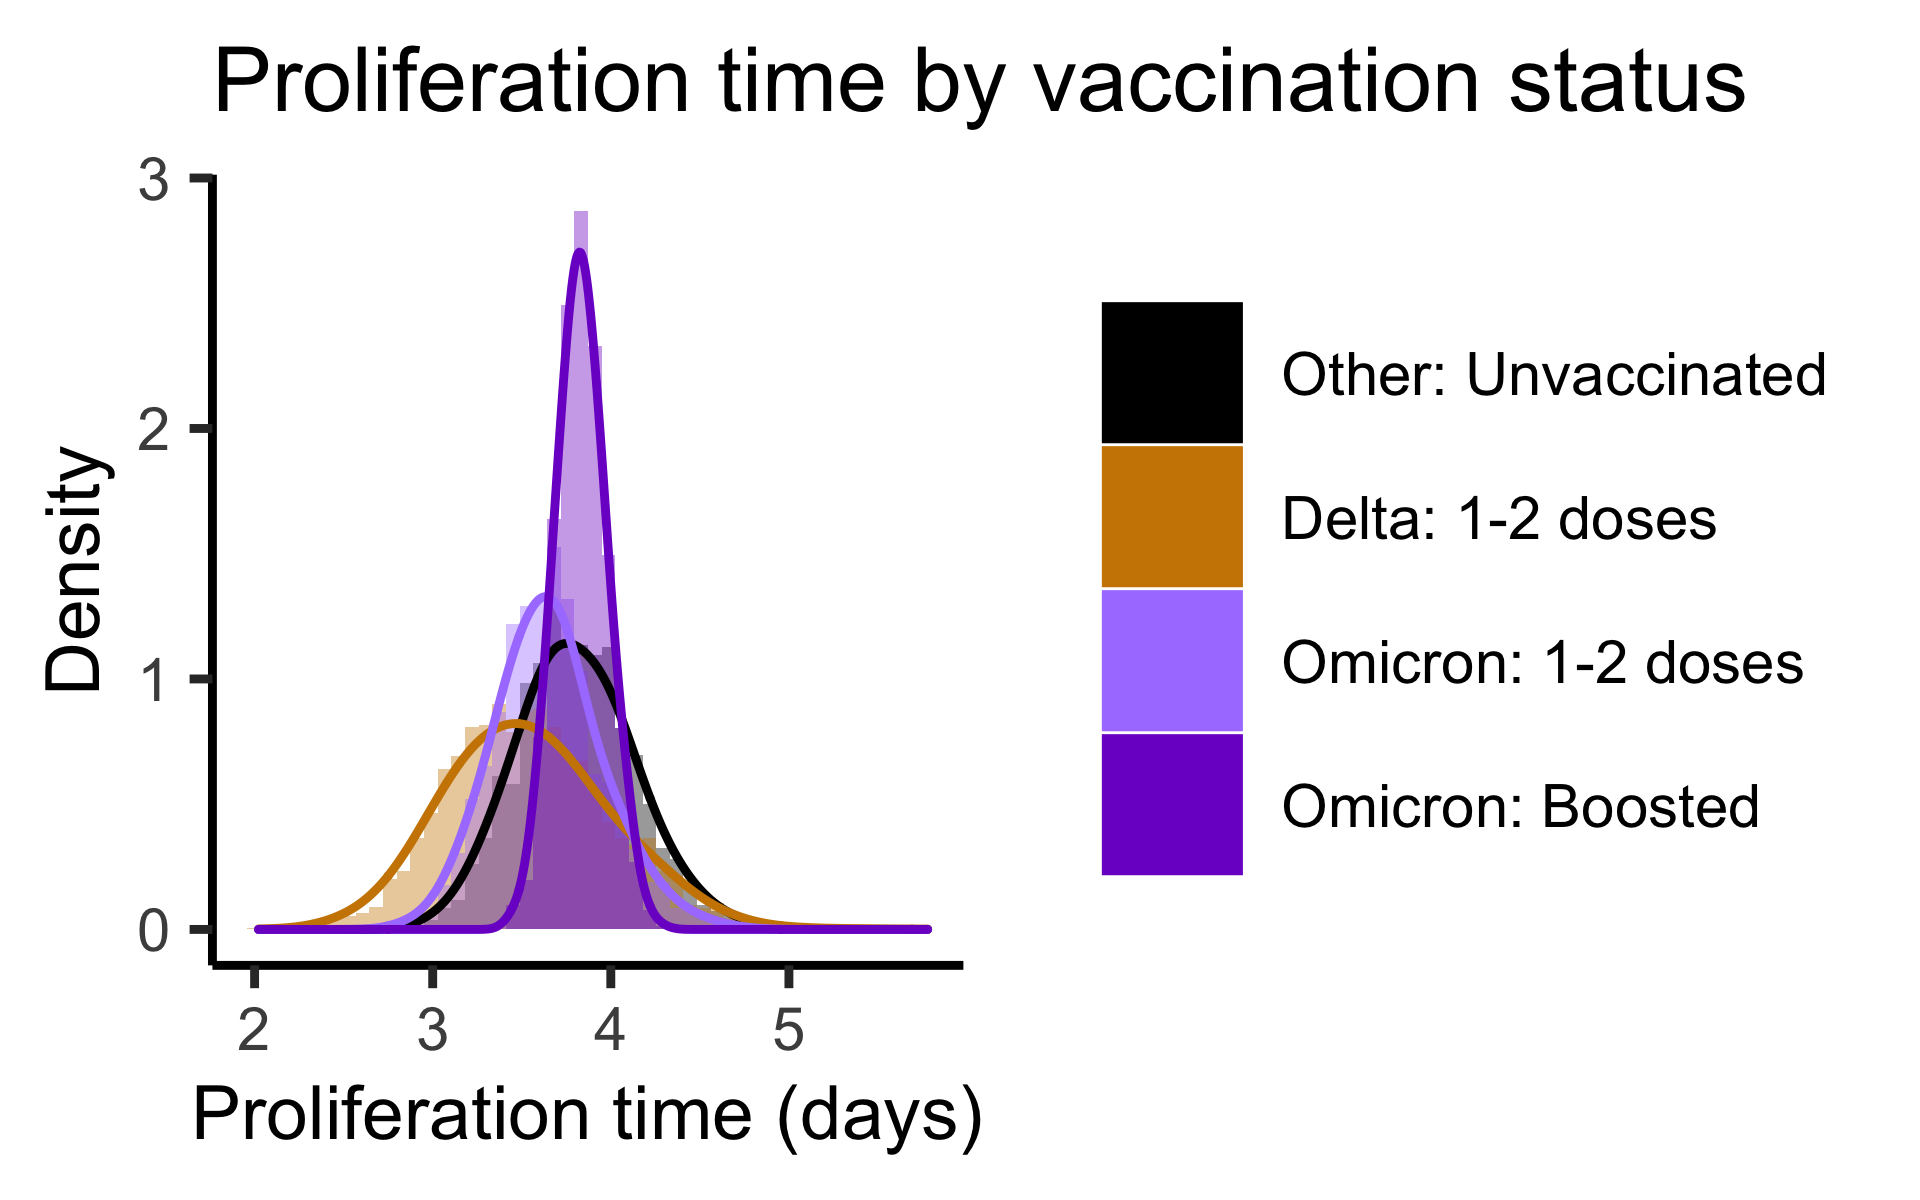 Proliferation time by vaccination status
3
2
1
0
Density
2 3 4 5
Proliferation time (days)
Other: Unvaccinated
Delta: 1-2 doses
Omicron: 1-2 doses
Omicron: Boosted